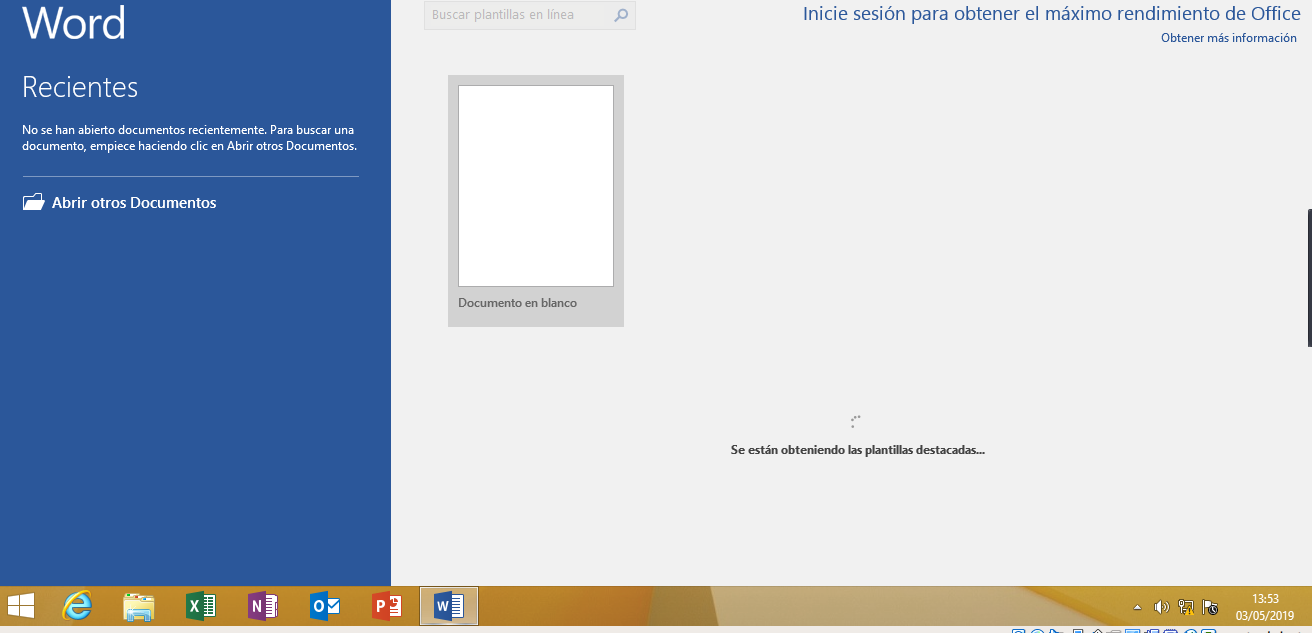 Word
Buscar plantillas en línea
Inicie sesión para obtener el máximo rendimiento de Office
Obtener más información
Recientes
No se han abierto documentos recientemente. Para buscar una
documento, empiece haciendo clic en Abrir otros Documentos.
Abrir otros Documentos
Documento en blanco
Se están obteniendo las plantillas destacadas...
13:53
03/05/2019